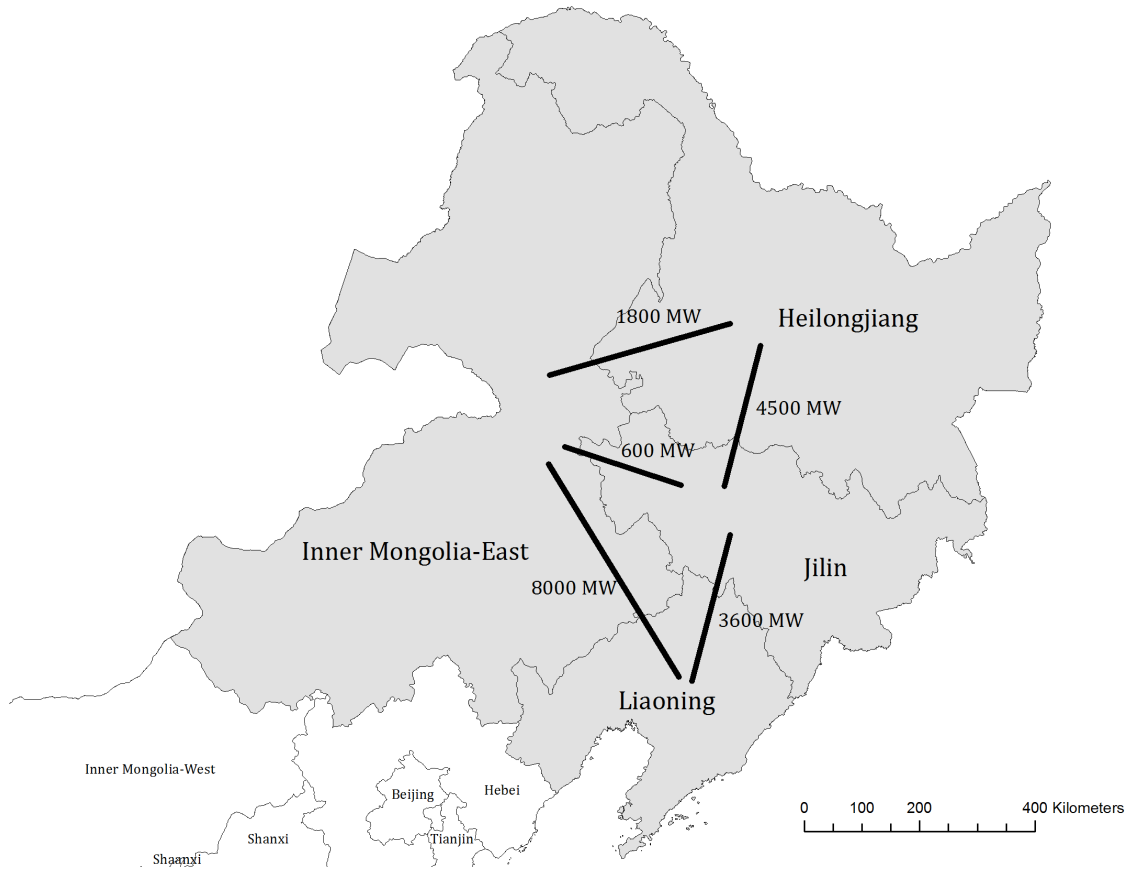 1800 MW
Heilongjiang
4500 MW
600 MW
Inner Mongolia-East
Jilin
8000 MW
3600 MW
Liaoning
Inner Mongolia-West
Beijing
Hebei
Shanxi
Tianjin
Shaanxi
0 100 200 400 Kilometers